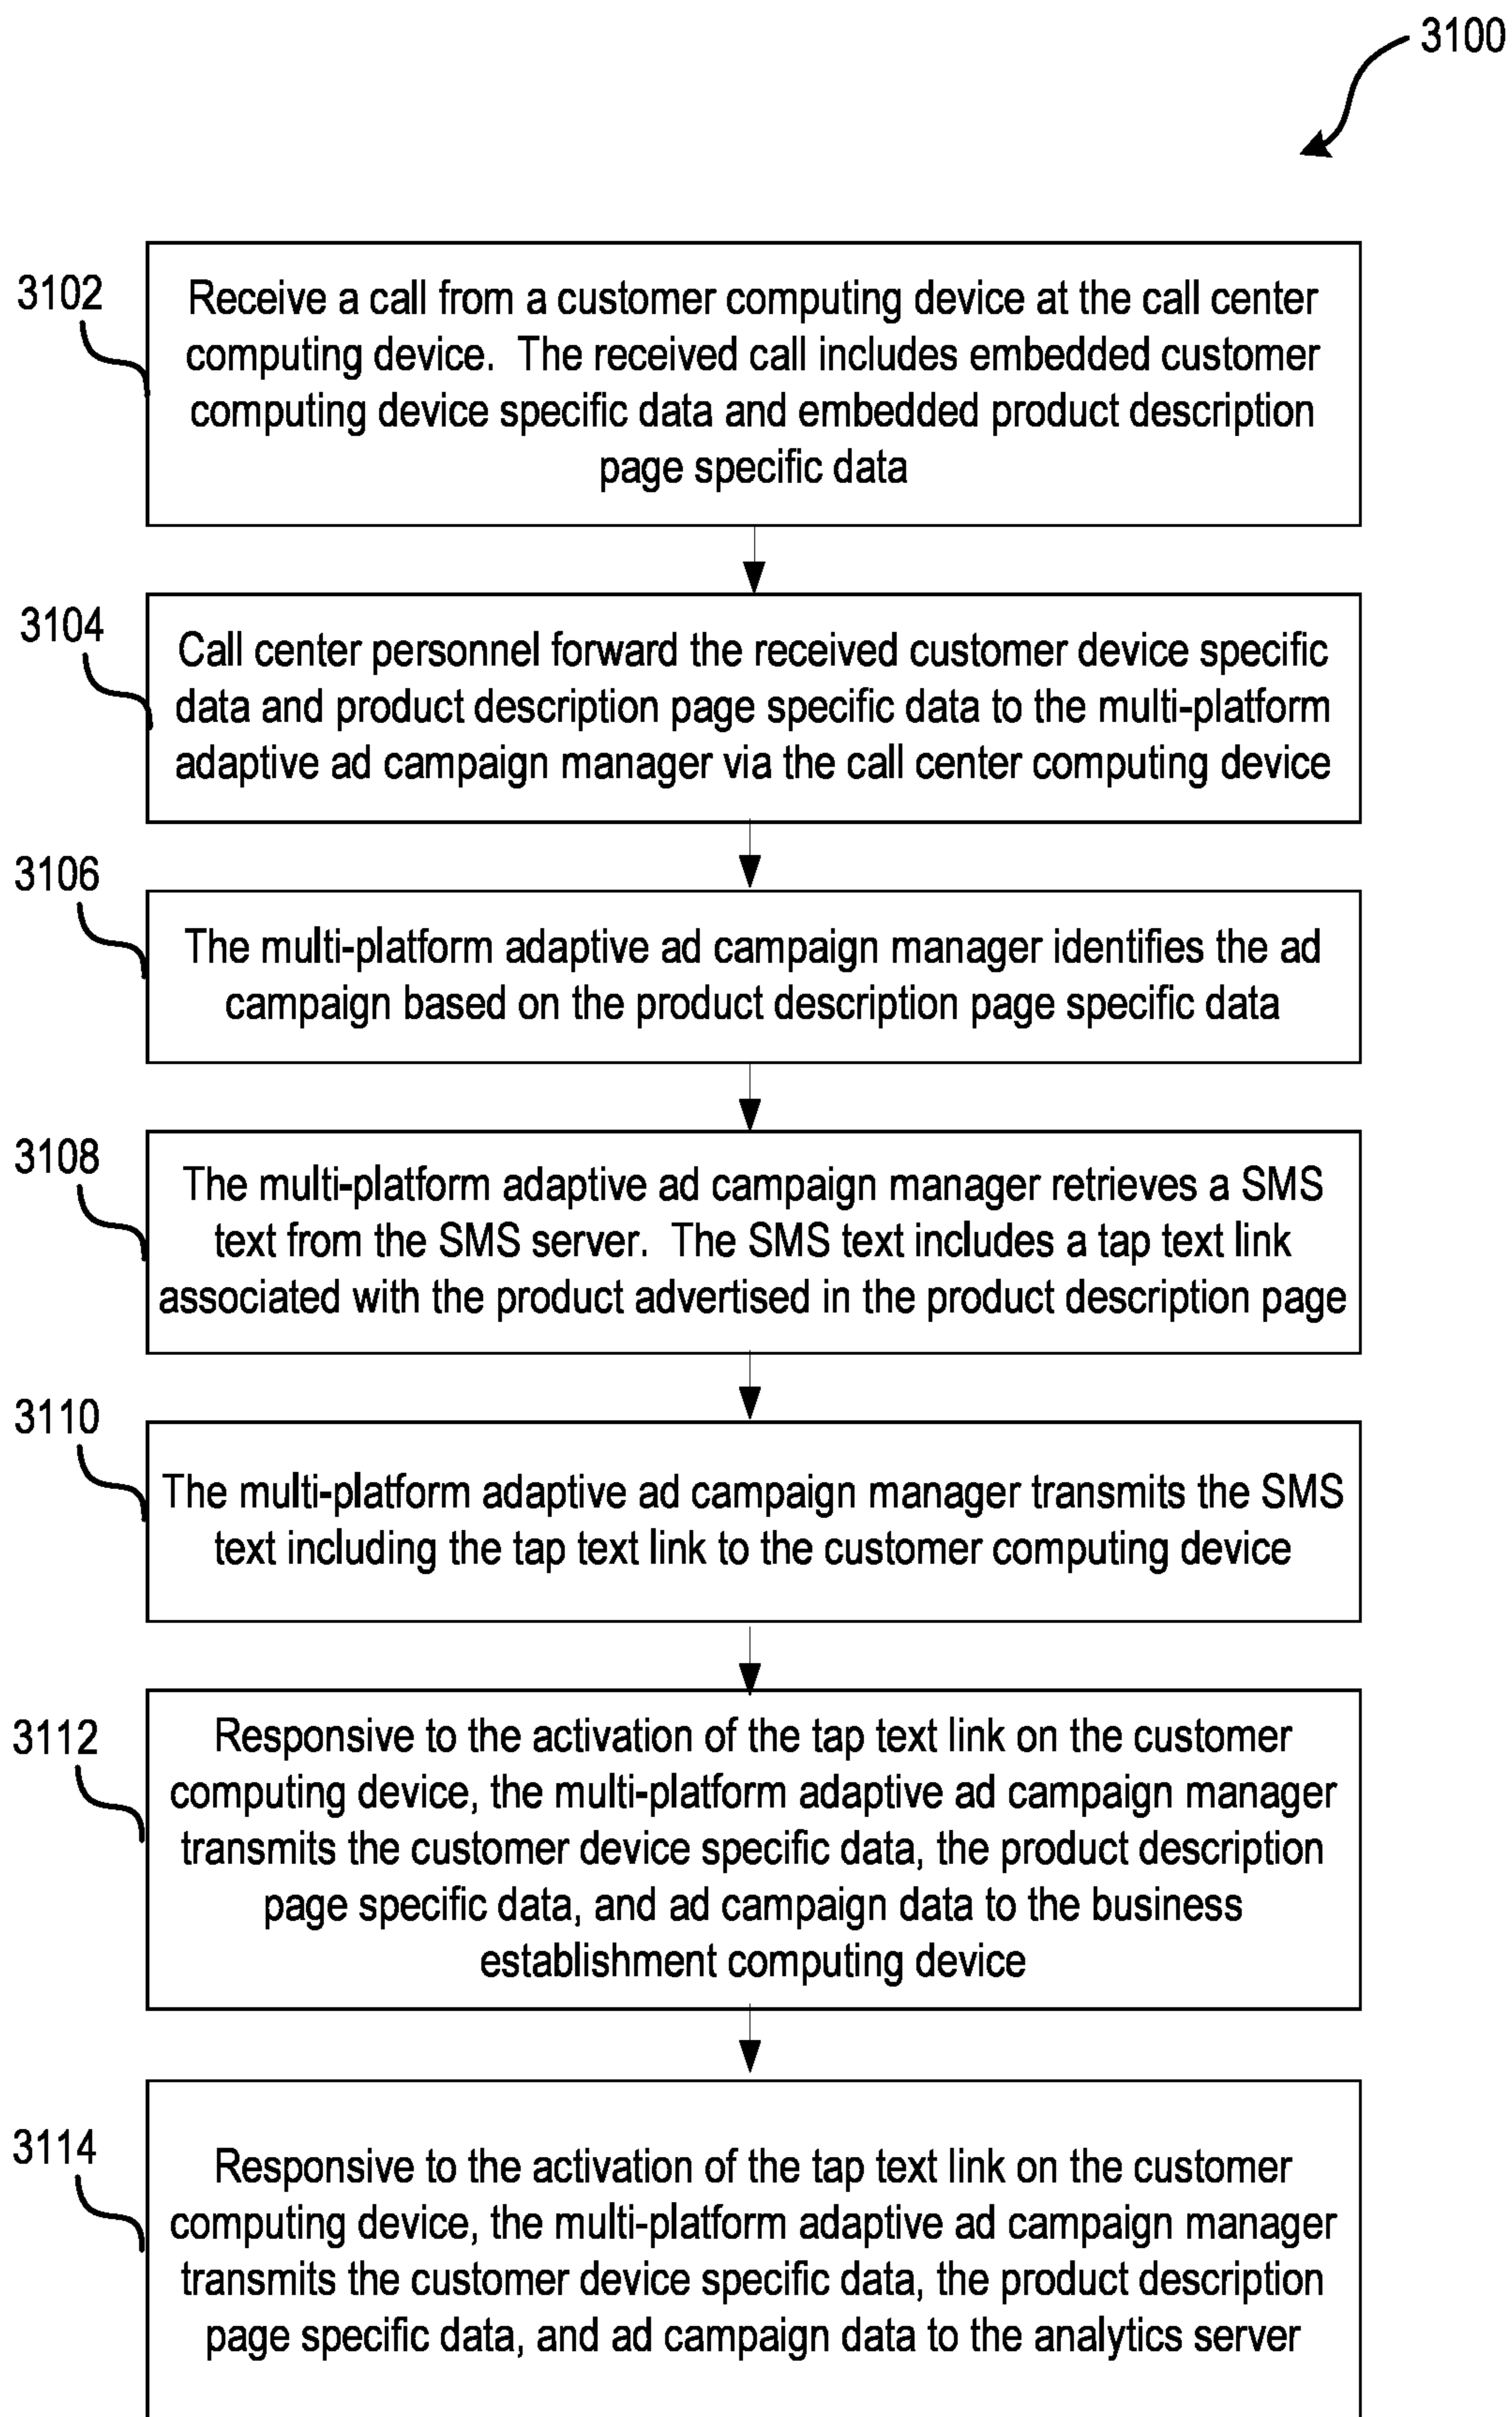 3100
3102
Receive a call from a customer computing device at the call center
computing device. The received call includes embedded customer
computing device specific data and embedded product description
page specific data
3104
Call center personnel forward the received customer device specific
data and product description page specific data to the multi-platform
adaptive ad campaign manager via the call center computing device
3106
The multi-platform adaptive ad campaign manager identifies the ad
campaign based on the product description page specific data
3108
The multi-platform adaptive ad campaign manager retrieves a SMS
text from the SMS server. The SMS text includes a tap text link
associated with the product advertised in the product description page
3110
The multi-platform adaptive ad campaign manager transmits the SMS
text including the tap text link to the customer computing device
3112
Responsive to the activation of the tap text link on the customer
computing device, the multi-platform adaptive ad campaign manager
transmits the customer device specific data, the product description
page specific data, and ad campaign data to the business
establishment computing device
3114
Responsive to the activation of the tap text link on the customer
computing device, the multi-platform adaptive ad campaign manager
transmits the customer device specific data, the product description
page specific data, and ad campaign data to the analytics server